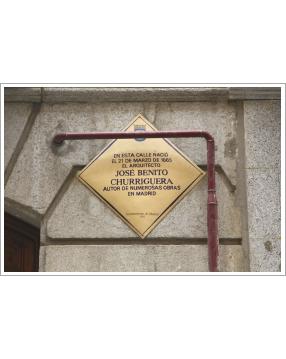 EN ESTA CALLE NACIÓ
EL 21 DE MARZO DE 1665
EL ARQUITECTO
JOSÉ BENITO
CHURRIGUERA
AUTOR DE NUMEROSAS OBRAS
EN MADRID